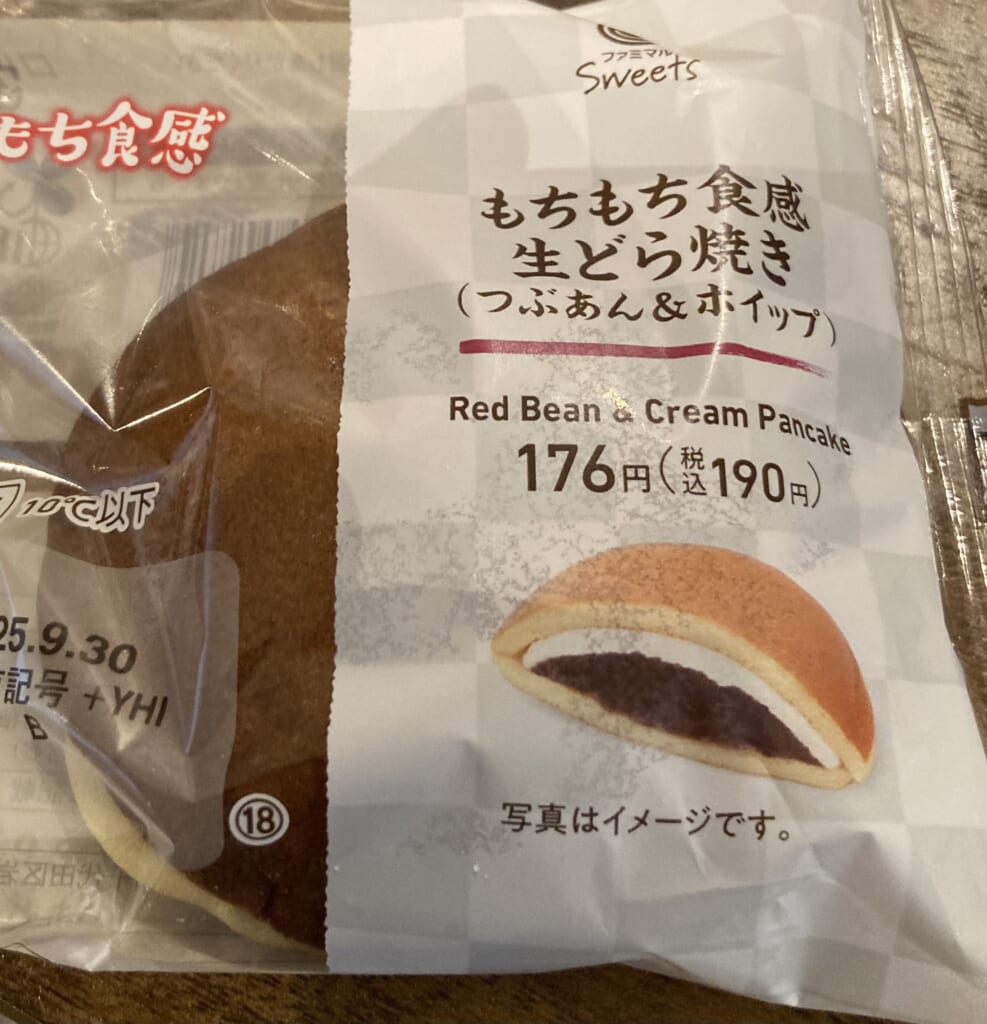 ファミマル
Sweets
もち食感
もちもち食感
生どら焼き
(つぶあん&ホイップ)
Red Bean & Cream Pancake
176円(税込190円)
10℃以下
25.9.30
記号 +YHI
B
⑱
写真はイメージです。